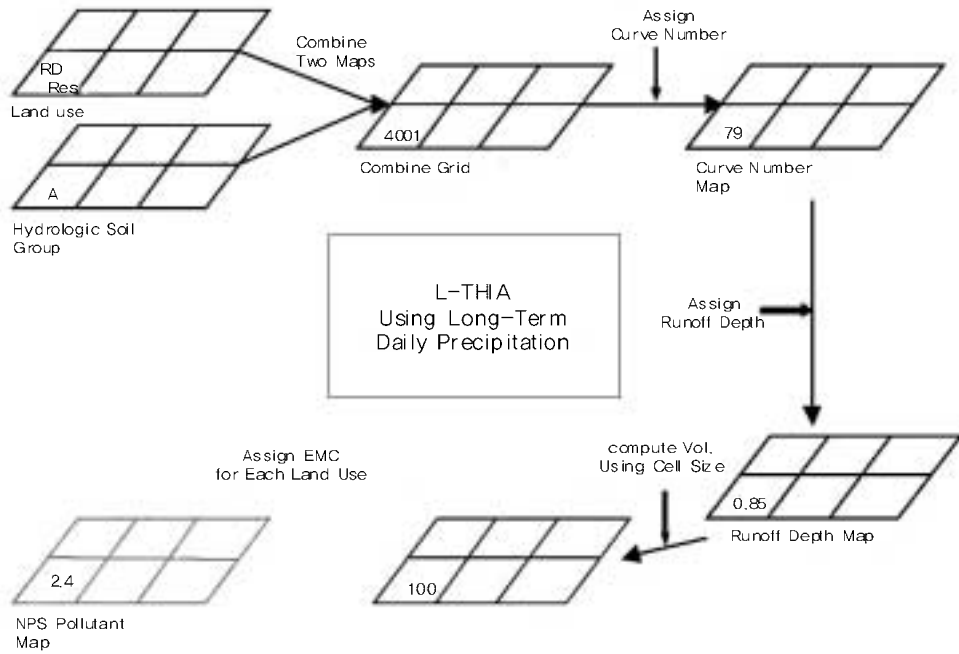 Assign
Curve Number
Combine
Two Maps
RD
Res
Land use
4001
79
Combine Grid
Curve Number
Map
A
Hydrologic Soil
Group
L-THIA
Using Long-Term
Daily Precipitation
Assign
Runoff Depth
Assign EMC
for Each Land Use
compute Vol.
Using Cell Size
0.85
Runoff Depth Map
2.4
100
NPS Pollutant
Map